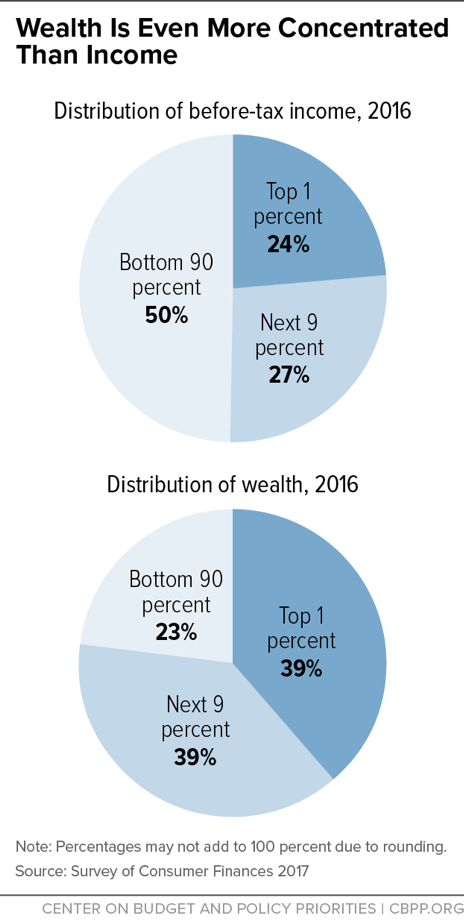 Wealth Is Even More Concentrated
Than Income
Distribution of before-tax income, 2016
Top 1
percent
24%
Bottom 90
percent
50%
Next 9
percent
27%
Distribution of wealth, 2016
Bottom 90
percent
23%
Top 1
percent
39%
Next 9
percent
39%
Note: Percentages may not add to 100 percent due to rounding.
Source: Survey of Consumer Finances 2017
CENTER ON BUDGET AND POLICY PRIORITIES | CBPP.ORG